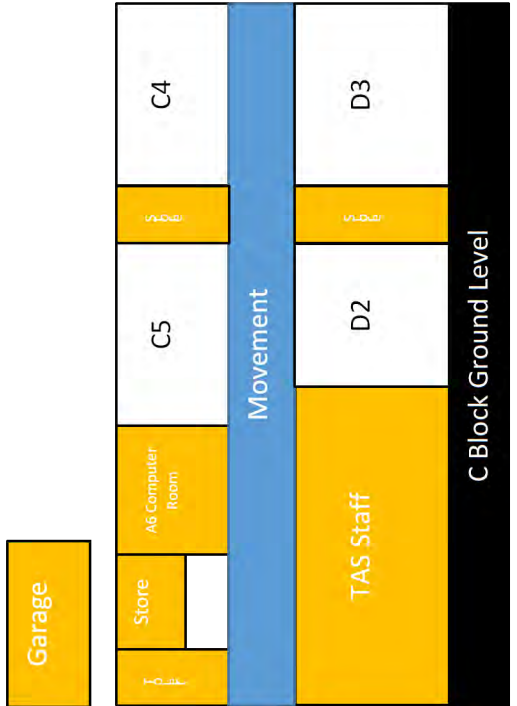 Garage
Store
A6 Computer
Room
C5
C4
Movement
TAS Staff
D2
D3
C Block Ground Level